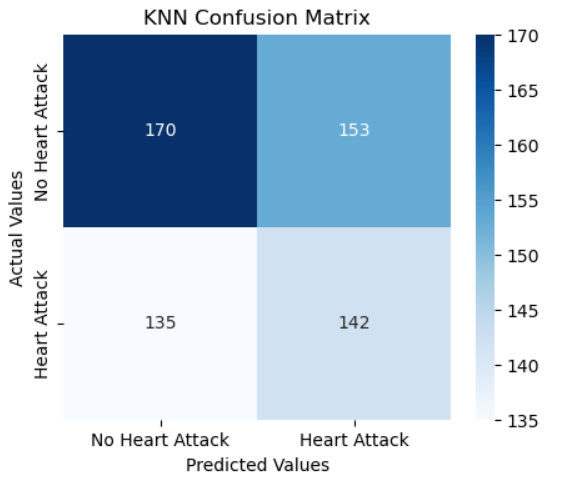 KNN Confusion Matrix
No Heart Attack
Heart Attack
Actual Values
170
153
135
142
No Heart Attack
Heart Attack
Predicted Values
170
165
160
155
150
145
140
135